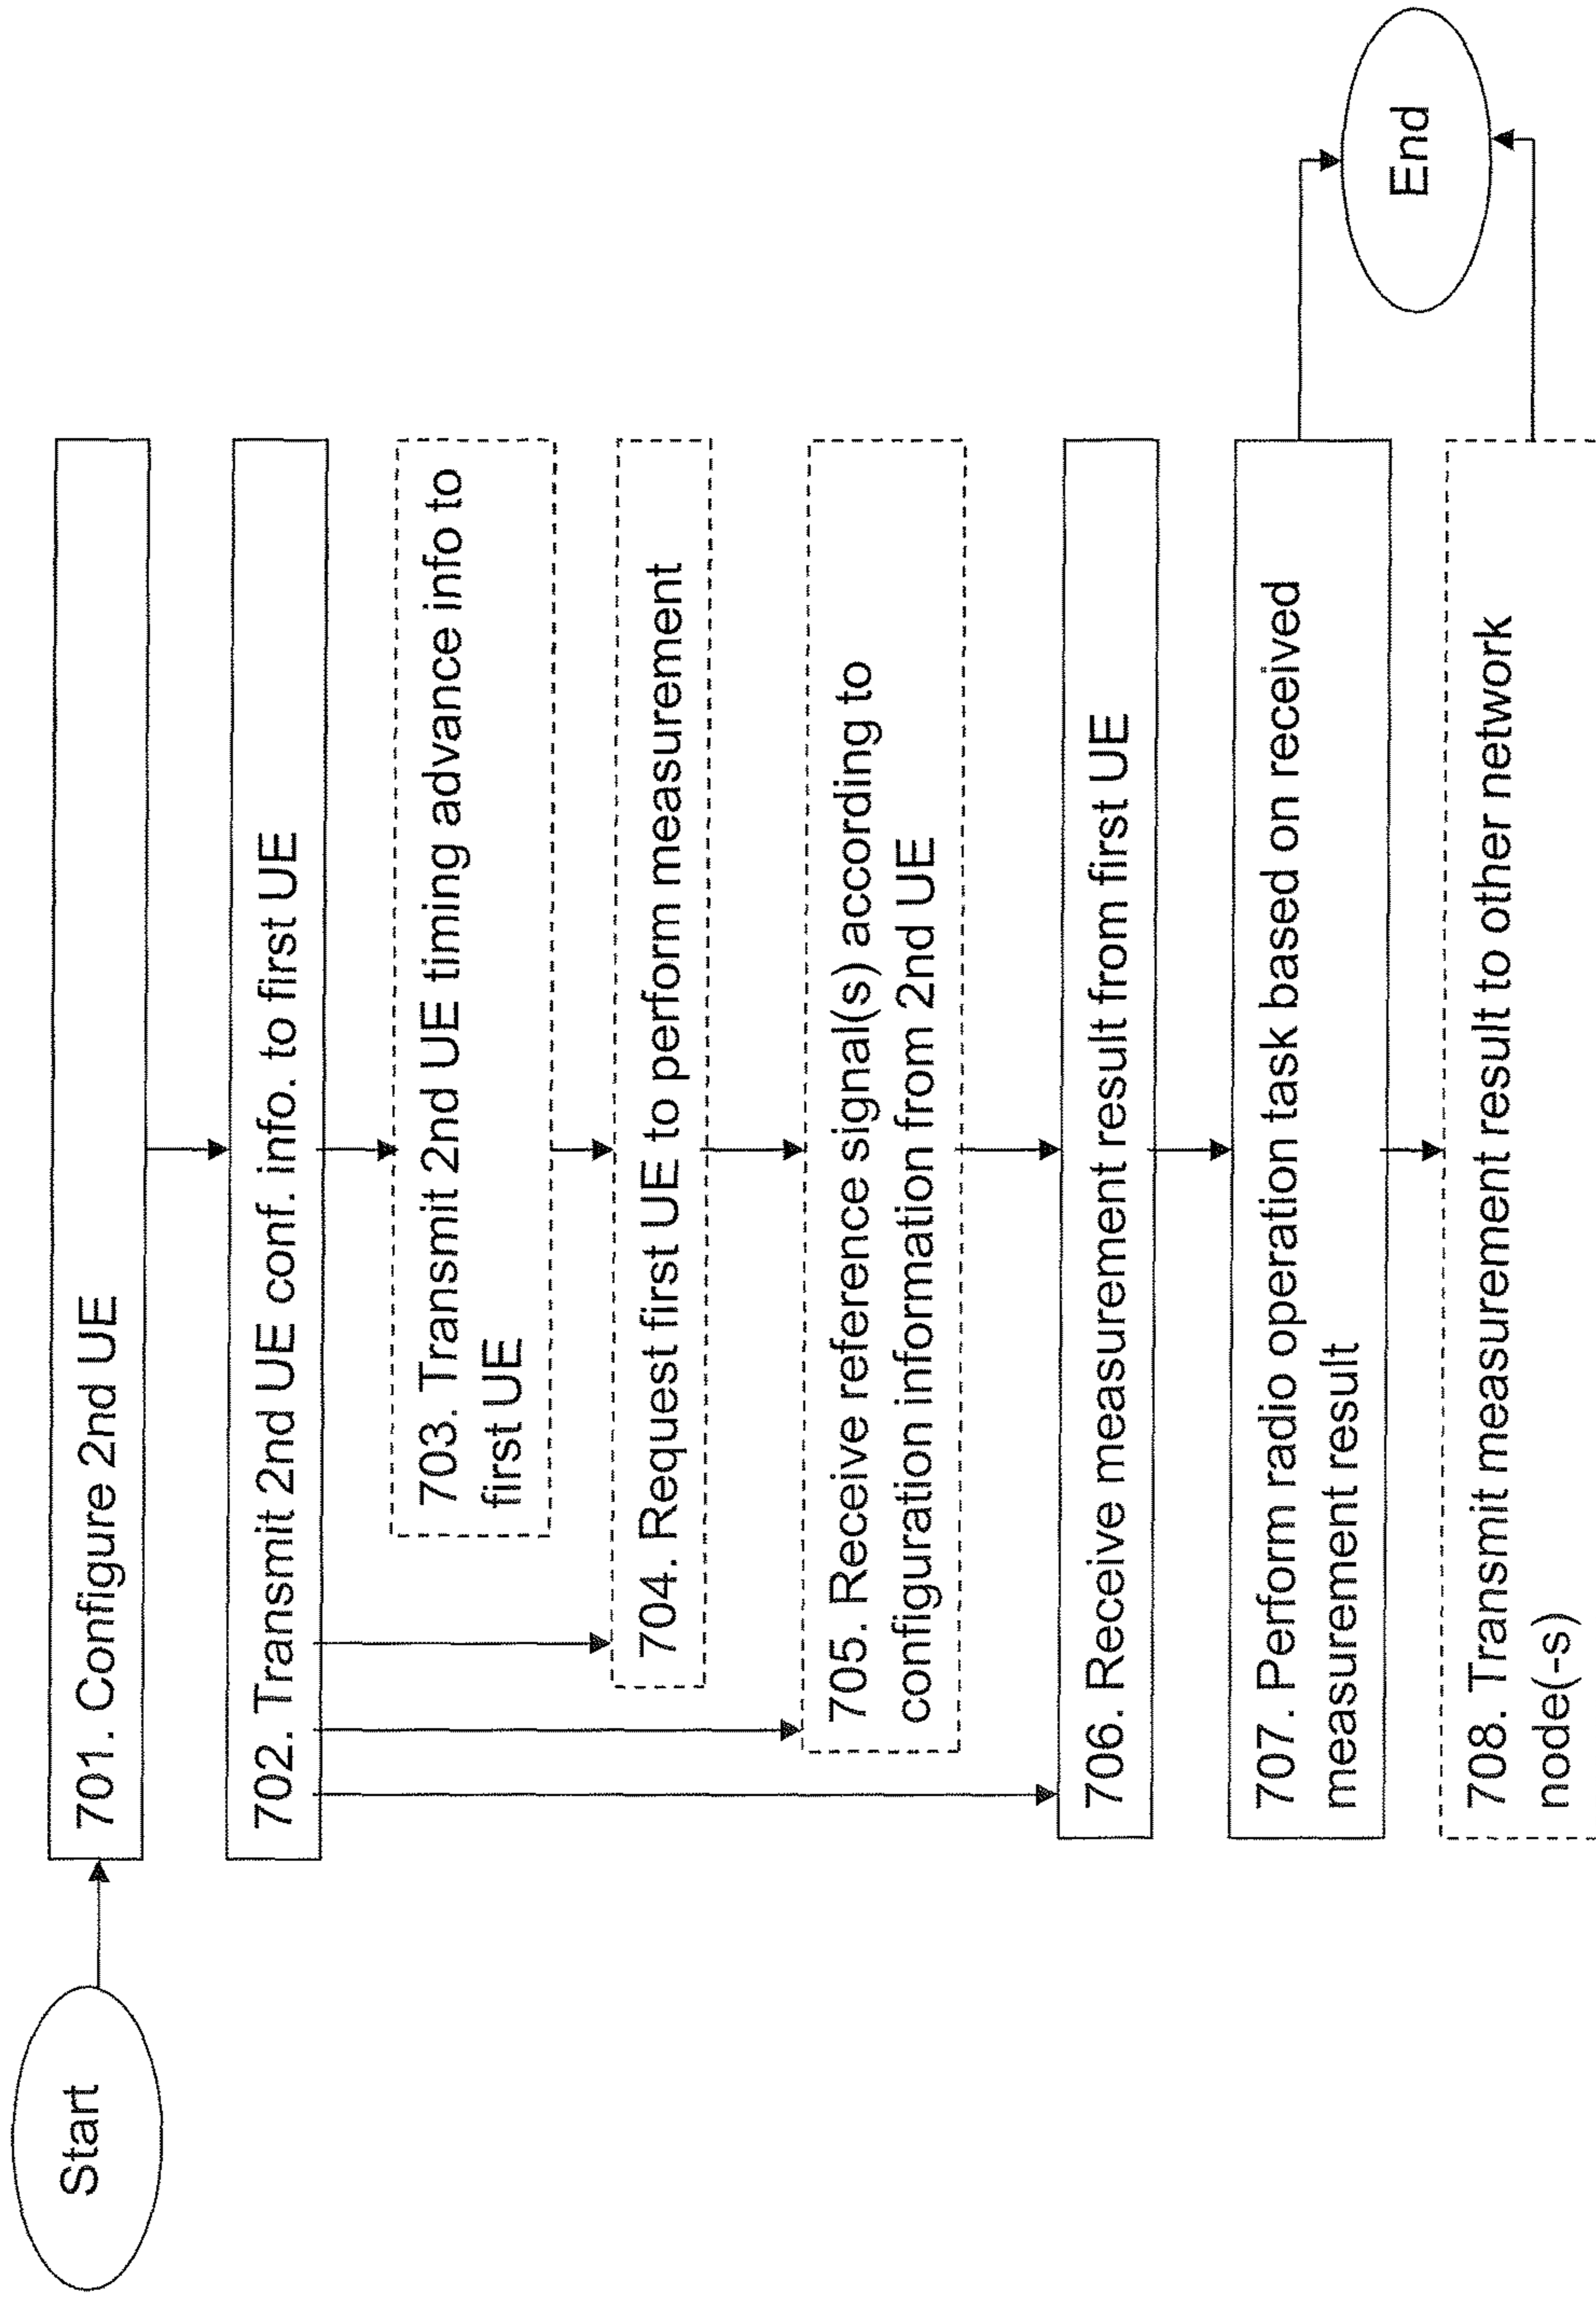 Start
701. Configure 2nd UE
702. Transmit 2nd UE conf. info. to first UE
703. Transmit 2nd UE timing advance info to
first UE
704. Request first UE to perform measurement
705. Receive reference signal(s) according to
configuration information from 2nd UE
706. Receive measurement result from first UE
707. Perform radio operation task based on received
measurement result
708. Transmit measurement result to other network
node(-s)
End